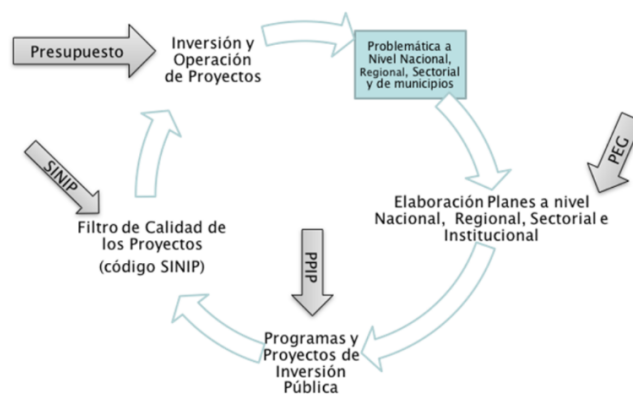 Presupuesto
Inversión y
Operación
de Proyectos
Problemática a
Nivel Nacional,
Regional, Sectorial
y de municipios
PEG
Elaboración Planes a nivel
Nacional, Regional, Sectorial e
Institucional
PPIP
Programas y
Proyectos de
Inversión
Pública
SINIP
Filtro de Calidad de
los Proyectos
(código SINIP)